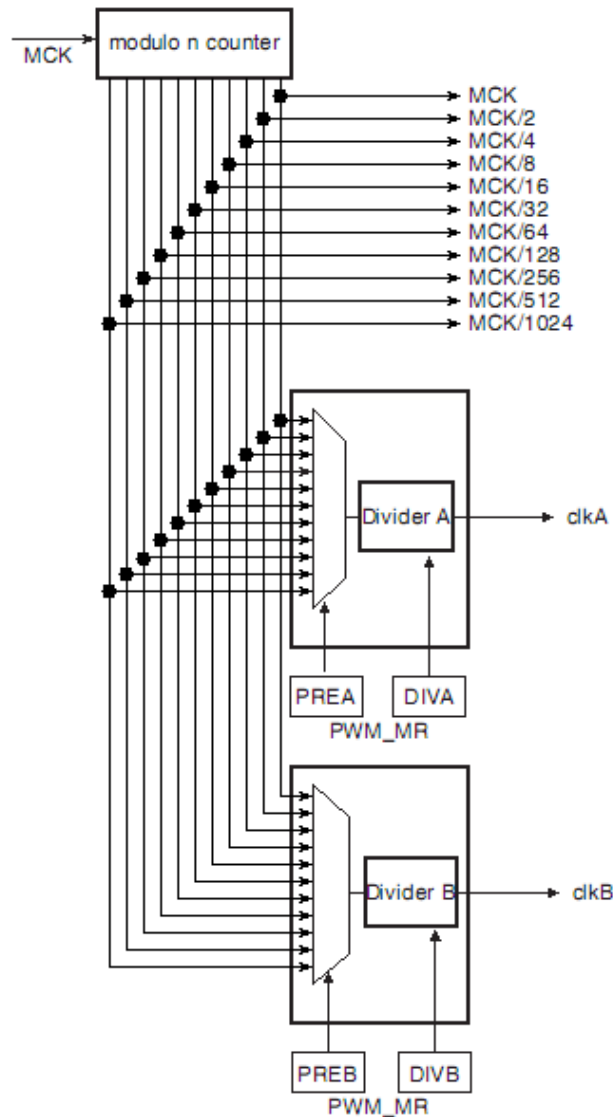 modulo n counter
MCK
MCK
MCK/2
MCK/4
MCK/8
MCK/16
MCK/32
MCK/64
MCK/128
MCK/256
MCK/512
MCK/1024
Divider A
clkA
PREA
DIVA
PWM_MR
Divider B
clkB
PREB
DIVB
PWM_MR